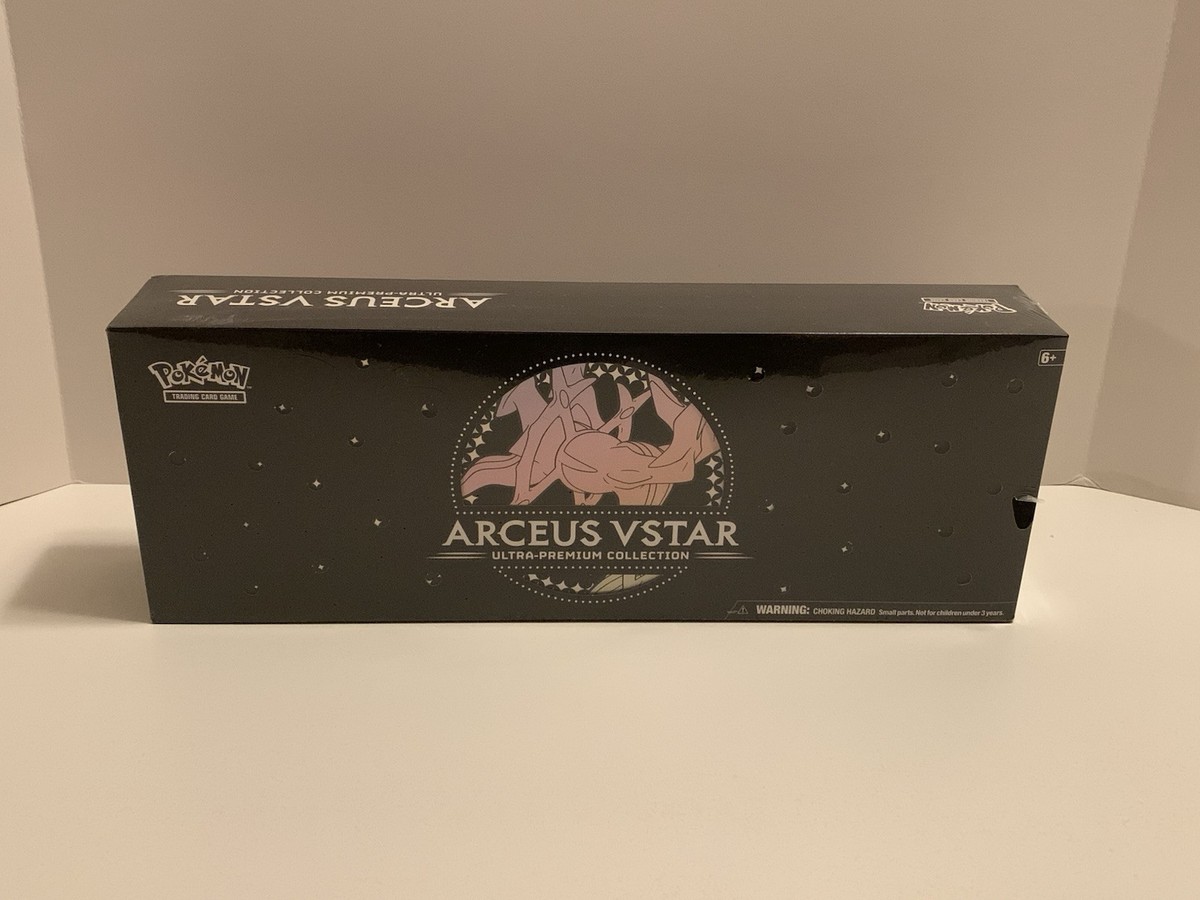 ARCEUS VSTAR
ULTRA-PREMIUM COLLECTION
POKéMON
POKéMON
TRADING CARD GAME
6+
ARCEUS VSTAR
ULTRA-PREMIUM COLLECTION
WARNING: CHOKING HAZARD Small parts. Not for children under 3 years.